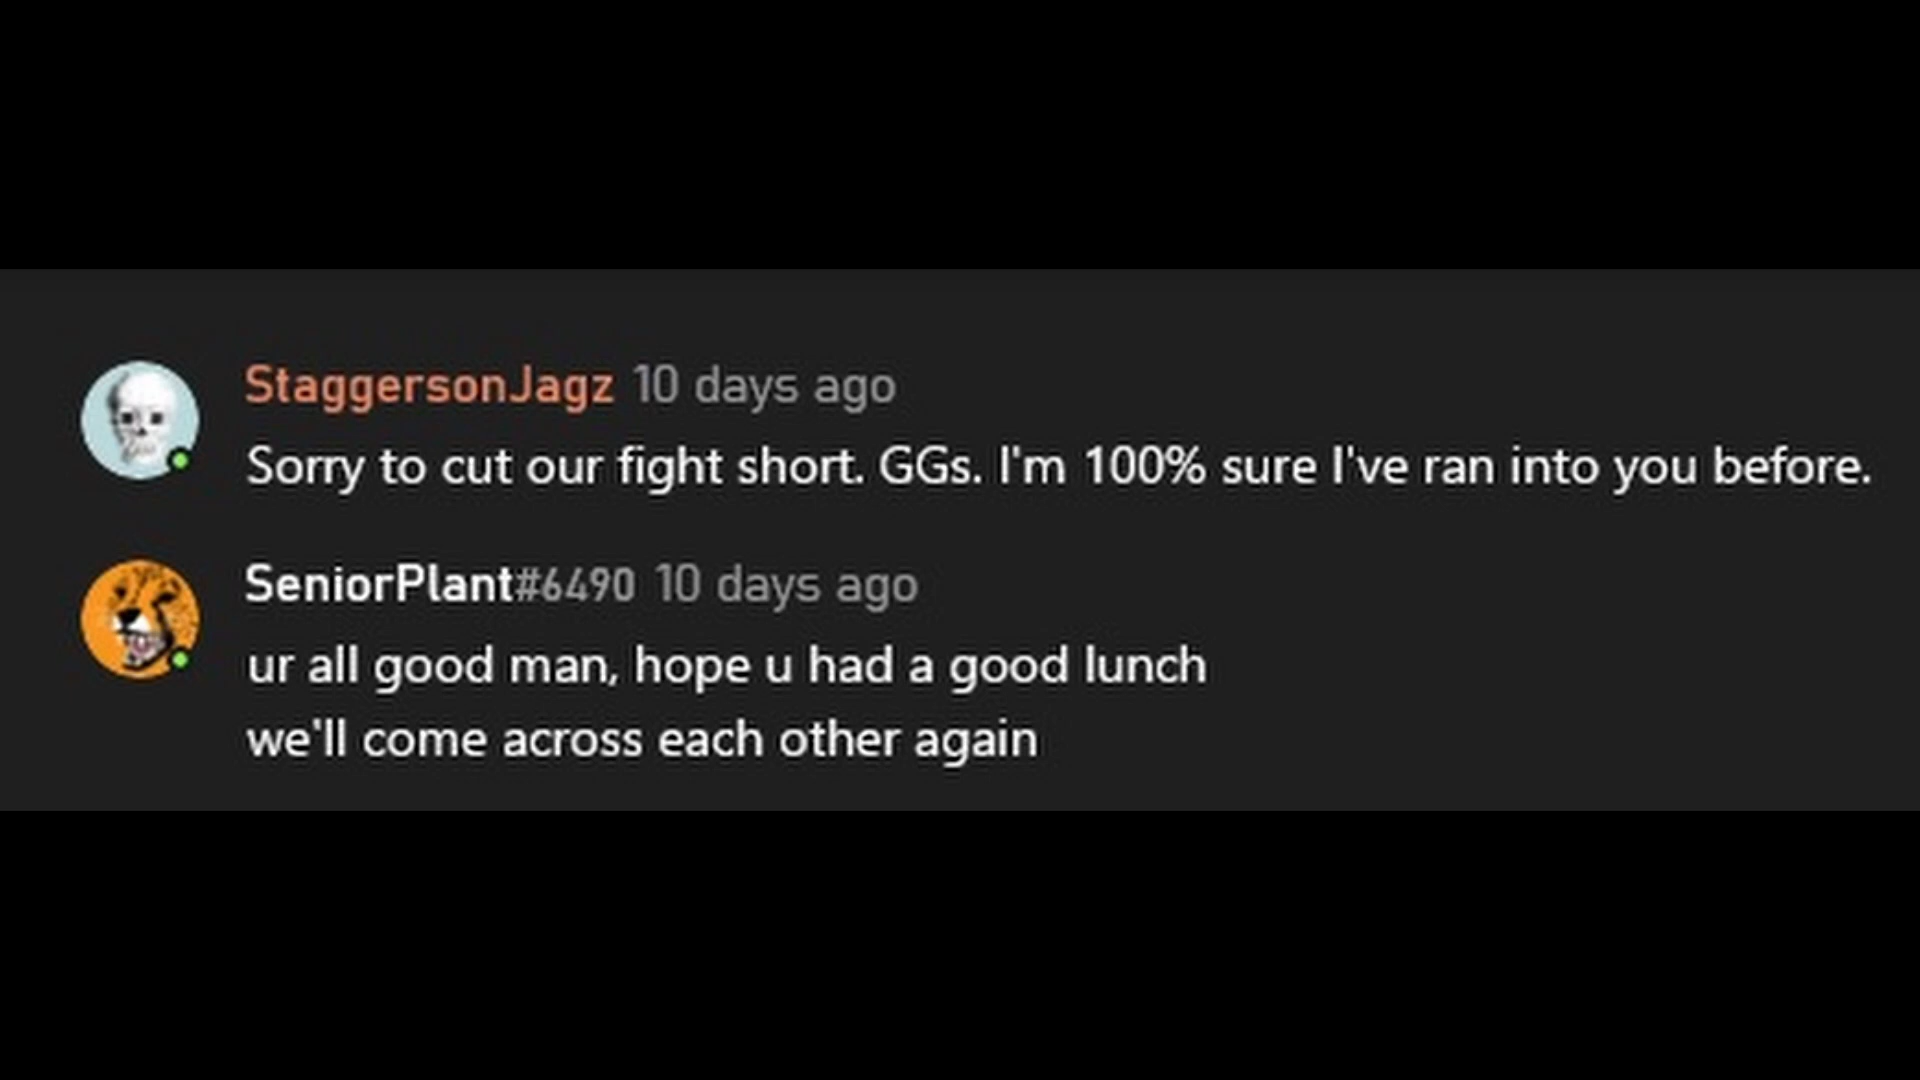 StaggersonJagz 10 days ago
Sorry to cut our fight short. GGs. I'm 100% sure I've ran into you before.
SeniorPlant#6490 10 days ago
ur all good man, hope u had a good lunch
we'll come across each other again